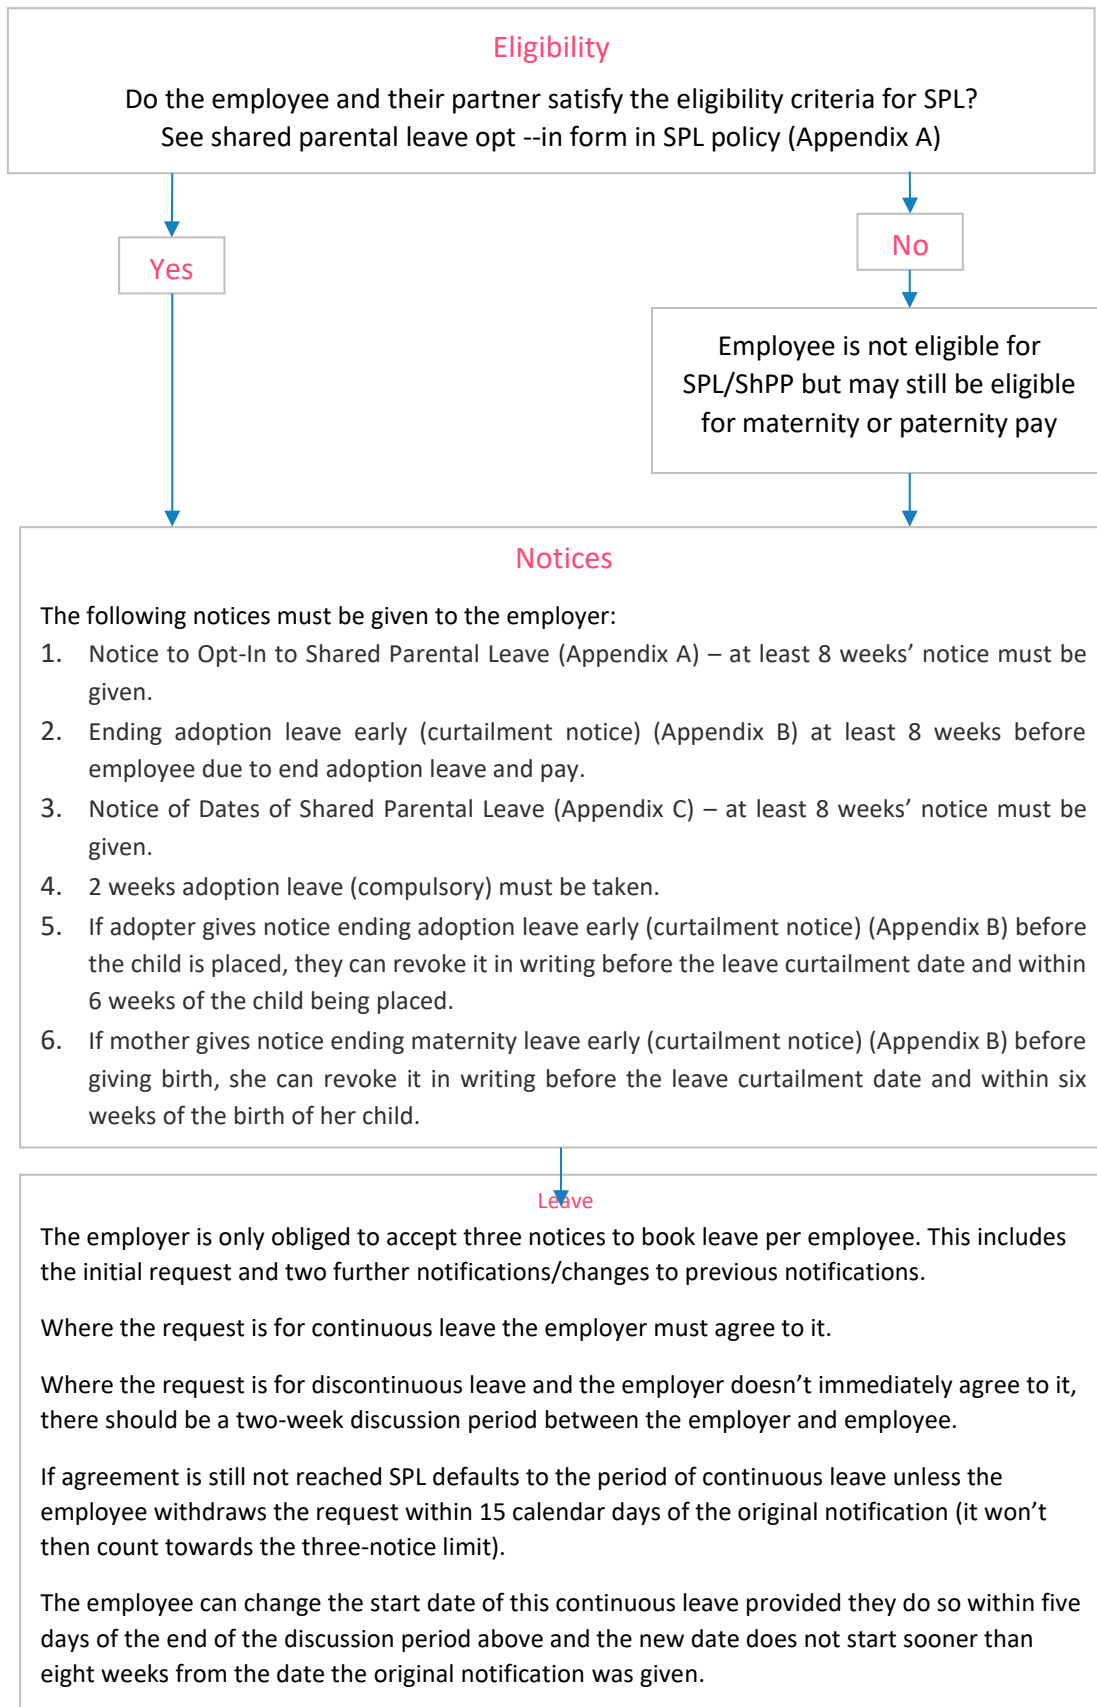 Eligibility
Do the employee and their partner satisfy the eligibility criteria for SPL?
See shared parental leave opt --in form in SPL policy (Appendix A)
Yes
No
Employee is not eligible for
SPL/ShPP but may still be eligible
for maternity or paternity pay
Notices
The following notices must be given to the employer:
1. Notice to Opt-In to Shared Parental Leave (Appendix A) – at least 8 weeks’ notice must be
given.
2. Ending adoption leave early (curtailment notice) (Appendix B) at least 8 weeks before
employee due to end adoption leave and pay.
3. Notice of Dates of Shared Parental Leave (Appendix C) – at least 8 weeks’ notice must be
given.
4. 2 weeks adoption leave (compulsory) must be taken.
5. If adopter gives notice ending adoption leave early (curtailment notice) (Appendix B) before
the child is placed, they can revoke it in writing before the leave curtailment date and within
6 weeks of the child being placed.
6. If mother gives notice ending maternity leave early (curtailment notice) (Appendix B) before
giving birth, she can revoke it in writing before the leave curtailment date and within six
weeks of the birth of her child.
Leave
The employer is only obliged to accept three notices to book leave per employee. This includes
the initial request and two further notifications/changes to previous notifications.
Where the request is for continuous leave the employer must agree to it.
Where the request is for discontinuous leave and the employer doesn’t immediately agree to it,
there should be a two-week discussion period between the employer and employee.
If agreement is still not reached SPL defaults to the period of continuous leave unless the
employee withdraws the request within 15 calendar days of the original notification (it won’t
then count towards the three-notice limit).
The employee can change the start date of this continuous leave provided they do so within five
days of the end of the discussion period above and the new date does not start sooner than
eight weeks from the date the original notification was given.